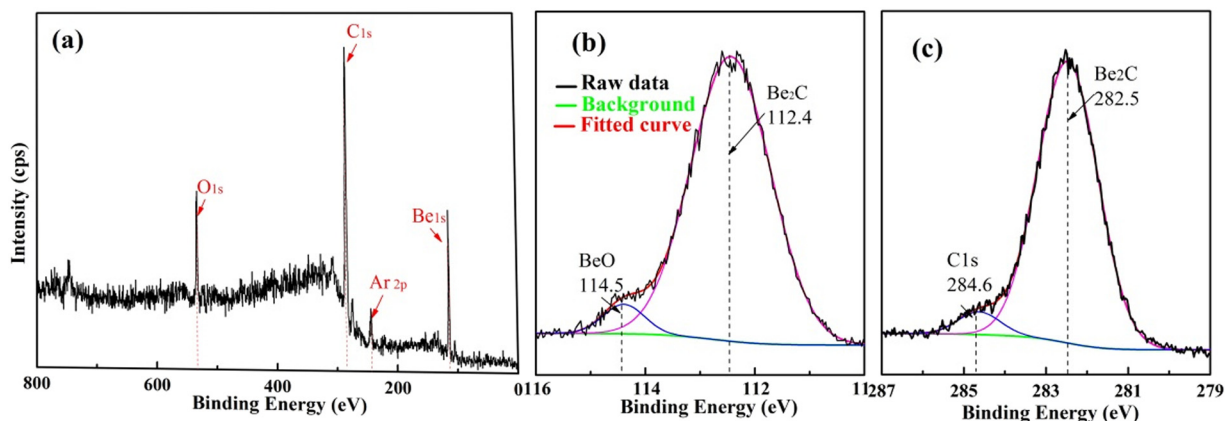 (a)
C1s
O1s
Be1s
Ar 2p
Intensity (cps)
800
600
400
200
0
Binding Energy (eV)
(b)
Raw data
Background
Fitted curve
Be2C
112.4
BeO
114.5
116
114
112
110
Binding Energy (eV)
(c)
Be2C
282.5
C1s
284.6
287
285
283
281
279
Binding Energy (eV)